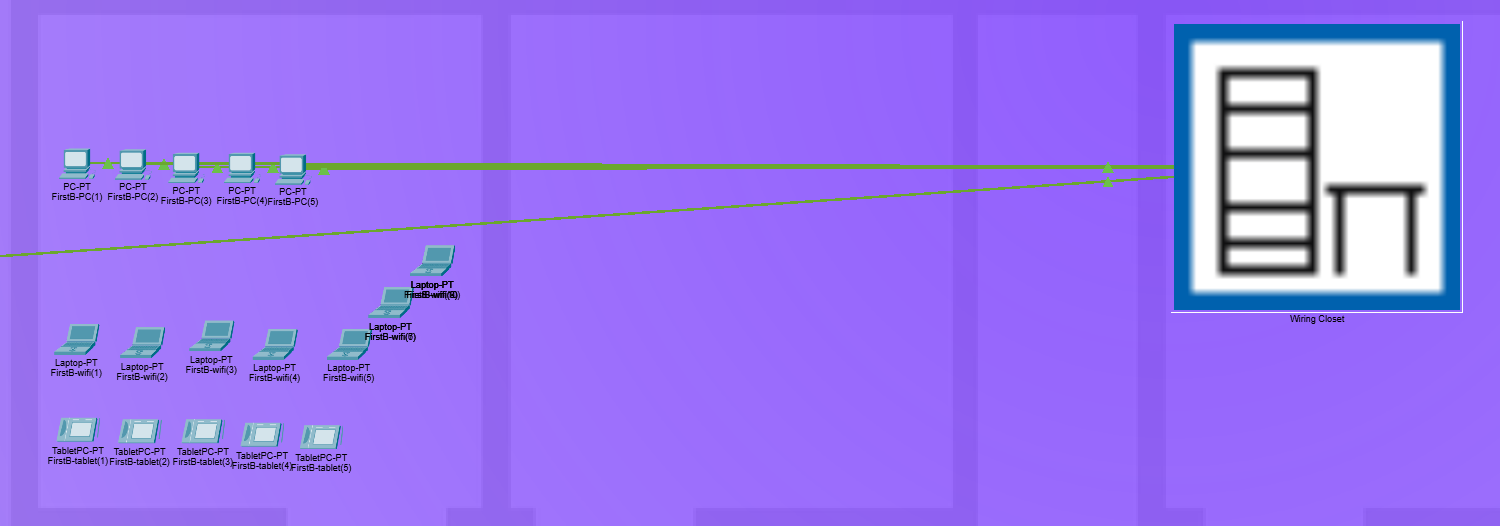 PC-PT
FirstB-PC(1)
PC-PT
FirstB-PC(2)
PC-PT
FirstB-PC(3)
PC-PT
FirstB-PC(4)
PC-PT
FirstB-PC(5)
Laptop-PT
Laptop-PT
Laptop-PT
FirstB-wifi(1)
Laptop-PT
FirstB-wifi(2)
Laptop-PT
FirstB-wifi(3)
Laptop-PT
FirstB-wifi(4)
Laptop-PT
FirstB-wifi(5)
TabletPC-PT
FirstB-tablet(1)
TabletPC-PT
FirstB-tablet(2)
TabletPC-PT
FirstB-tablet(3)
TabletPC-PT
FirstB-tablet(4)
TabletPC-PT
FirstB-tablet(5)
Wiring Closet